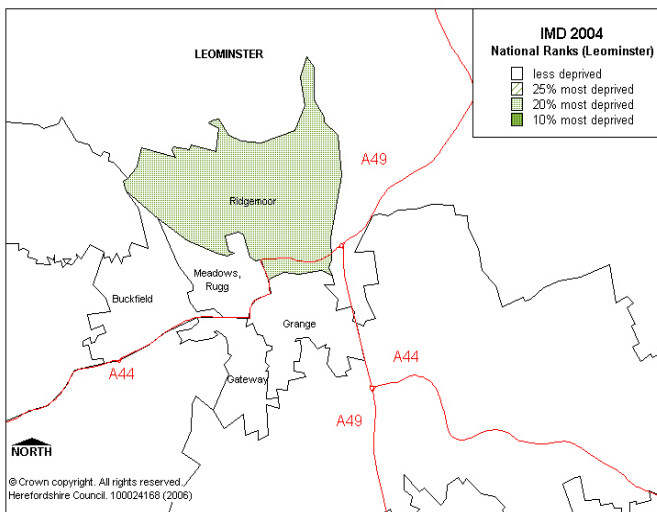 LEOMINSTER
IMD 2004
National Ranks (Leominster)
less deprived
25% most deprived
20% most deprived
10% most deprived
A49
Ridgemoor
Meadows,
Rugg
Buckfield
Grange
A44
Gateway
A44
A49
NORTH
© Crown copyright. All rights reserved.
Herefordshire Council. 100024168 (2006)